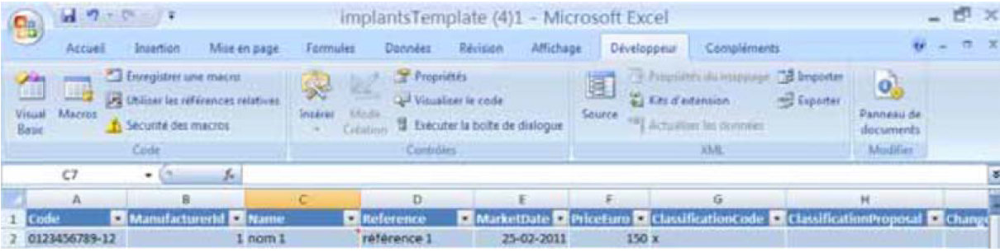 implantsTemplate (4)1 - Microsoft Excel
Accueil Insertion Mise en page Formules Données Révision Affichage Développeur Compléments
Visual Basic
Macros
Enregistrer une macro
Utiliser les références relatives
Sécurité des macros
Code
Insérer
Mode Création
Propriétés
Visualiser le code
Exécuter la boîte de dialogue
Contrôles
Source
Propriétés du mappage
Kits d'extension
Actualiser les données
Importer
Exporter
XML
Panneau de documents
Modifier
C7 fx
A B C D E F G H
1 Code ManufacturerId Name Reference MarketDate PriceEuro ClassificationCode ClassificationProposal Change
2 0123456789-12 1 nom 1 référence 1 25-02-2011 150 x